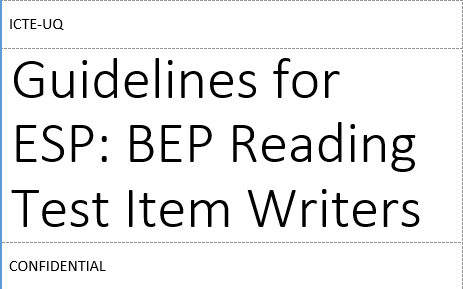 ICTE-UQ
Guidelines for
ESP: BEP Reading
Test Item Writers
CONFIDENTIAL